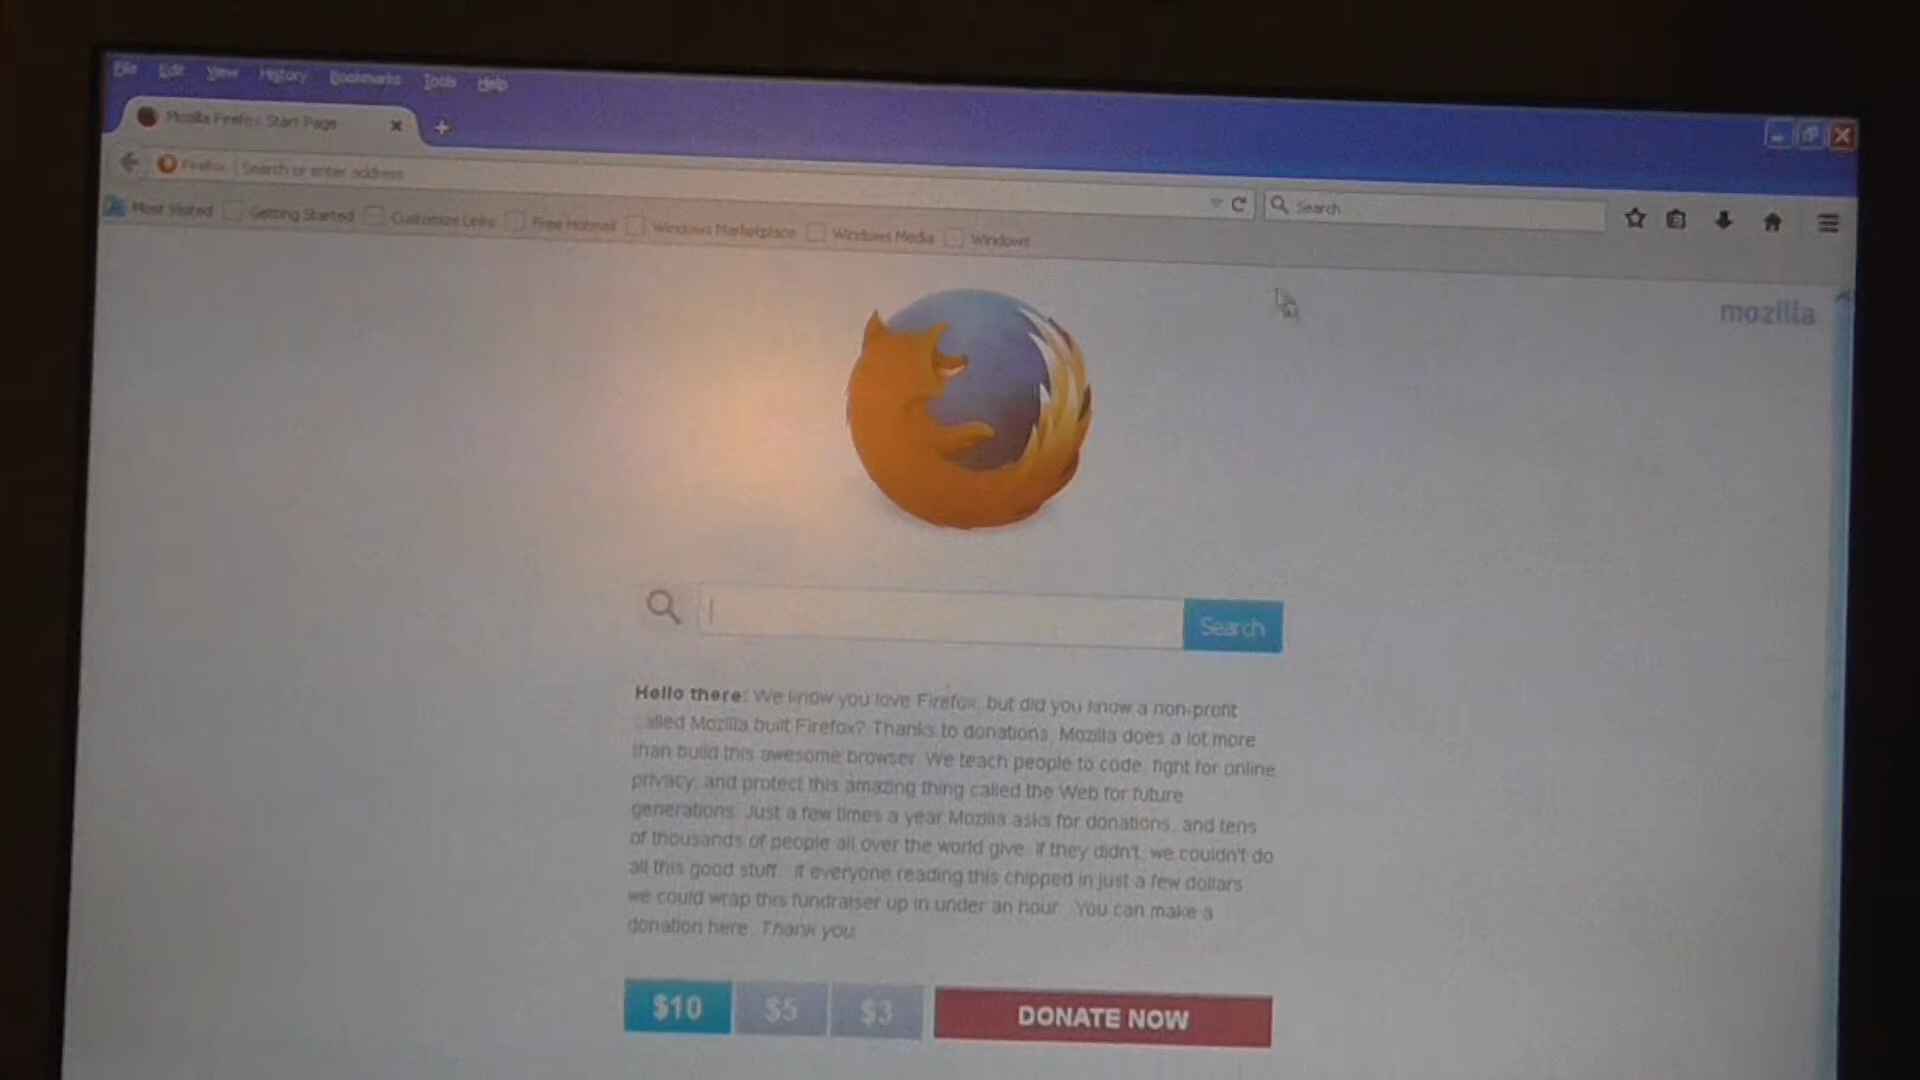 File Edit View History Bookmarks Tools Help
Mozilla Firefox Start Page
Firefox Search or enter address
Search
Most Visited Getting Started Customize Links Free Hotmail Windows Marketplace Windows Media Windows
mozilla
Search
Hello there: We know you love Firefox, but did you know a non-profit
called Mozilla built Firefox? Thanks to donations, Mozilla does a lot more
than build this awesome browser. We teach people to code, fight for online
privacy, and protect this amazing thing called the Web for future
generations. Just a few times a year Mozilla asks for donations, and tens
of thousands of people all over the world give. If they didn't, we couldn't do
all this good stuff. If everyone reading this chipped in just a few dollars
we could wrap this fundraiser up in under an hour. You can make a
donation here. Thank you.
$10 $5 $3 DONATE NOW